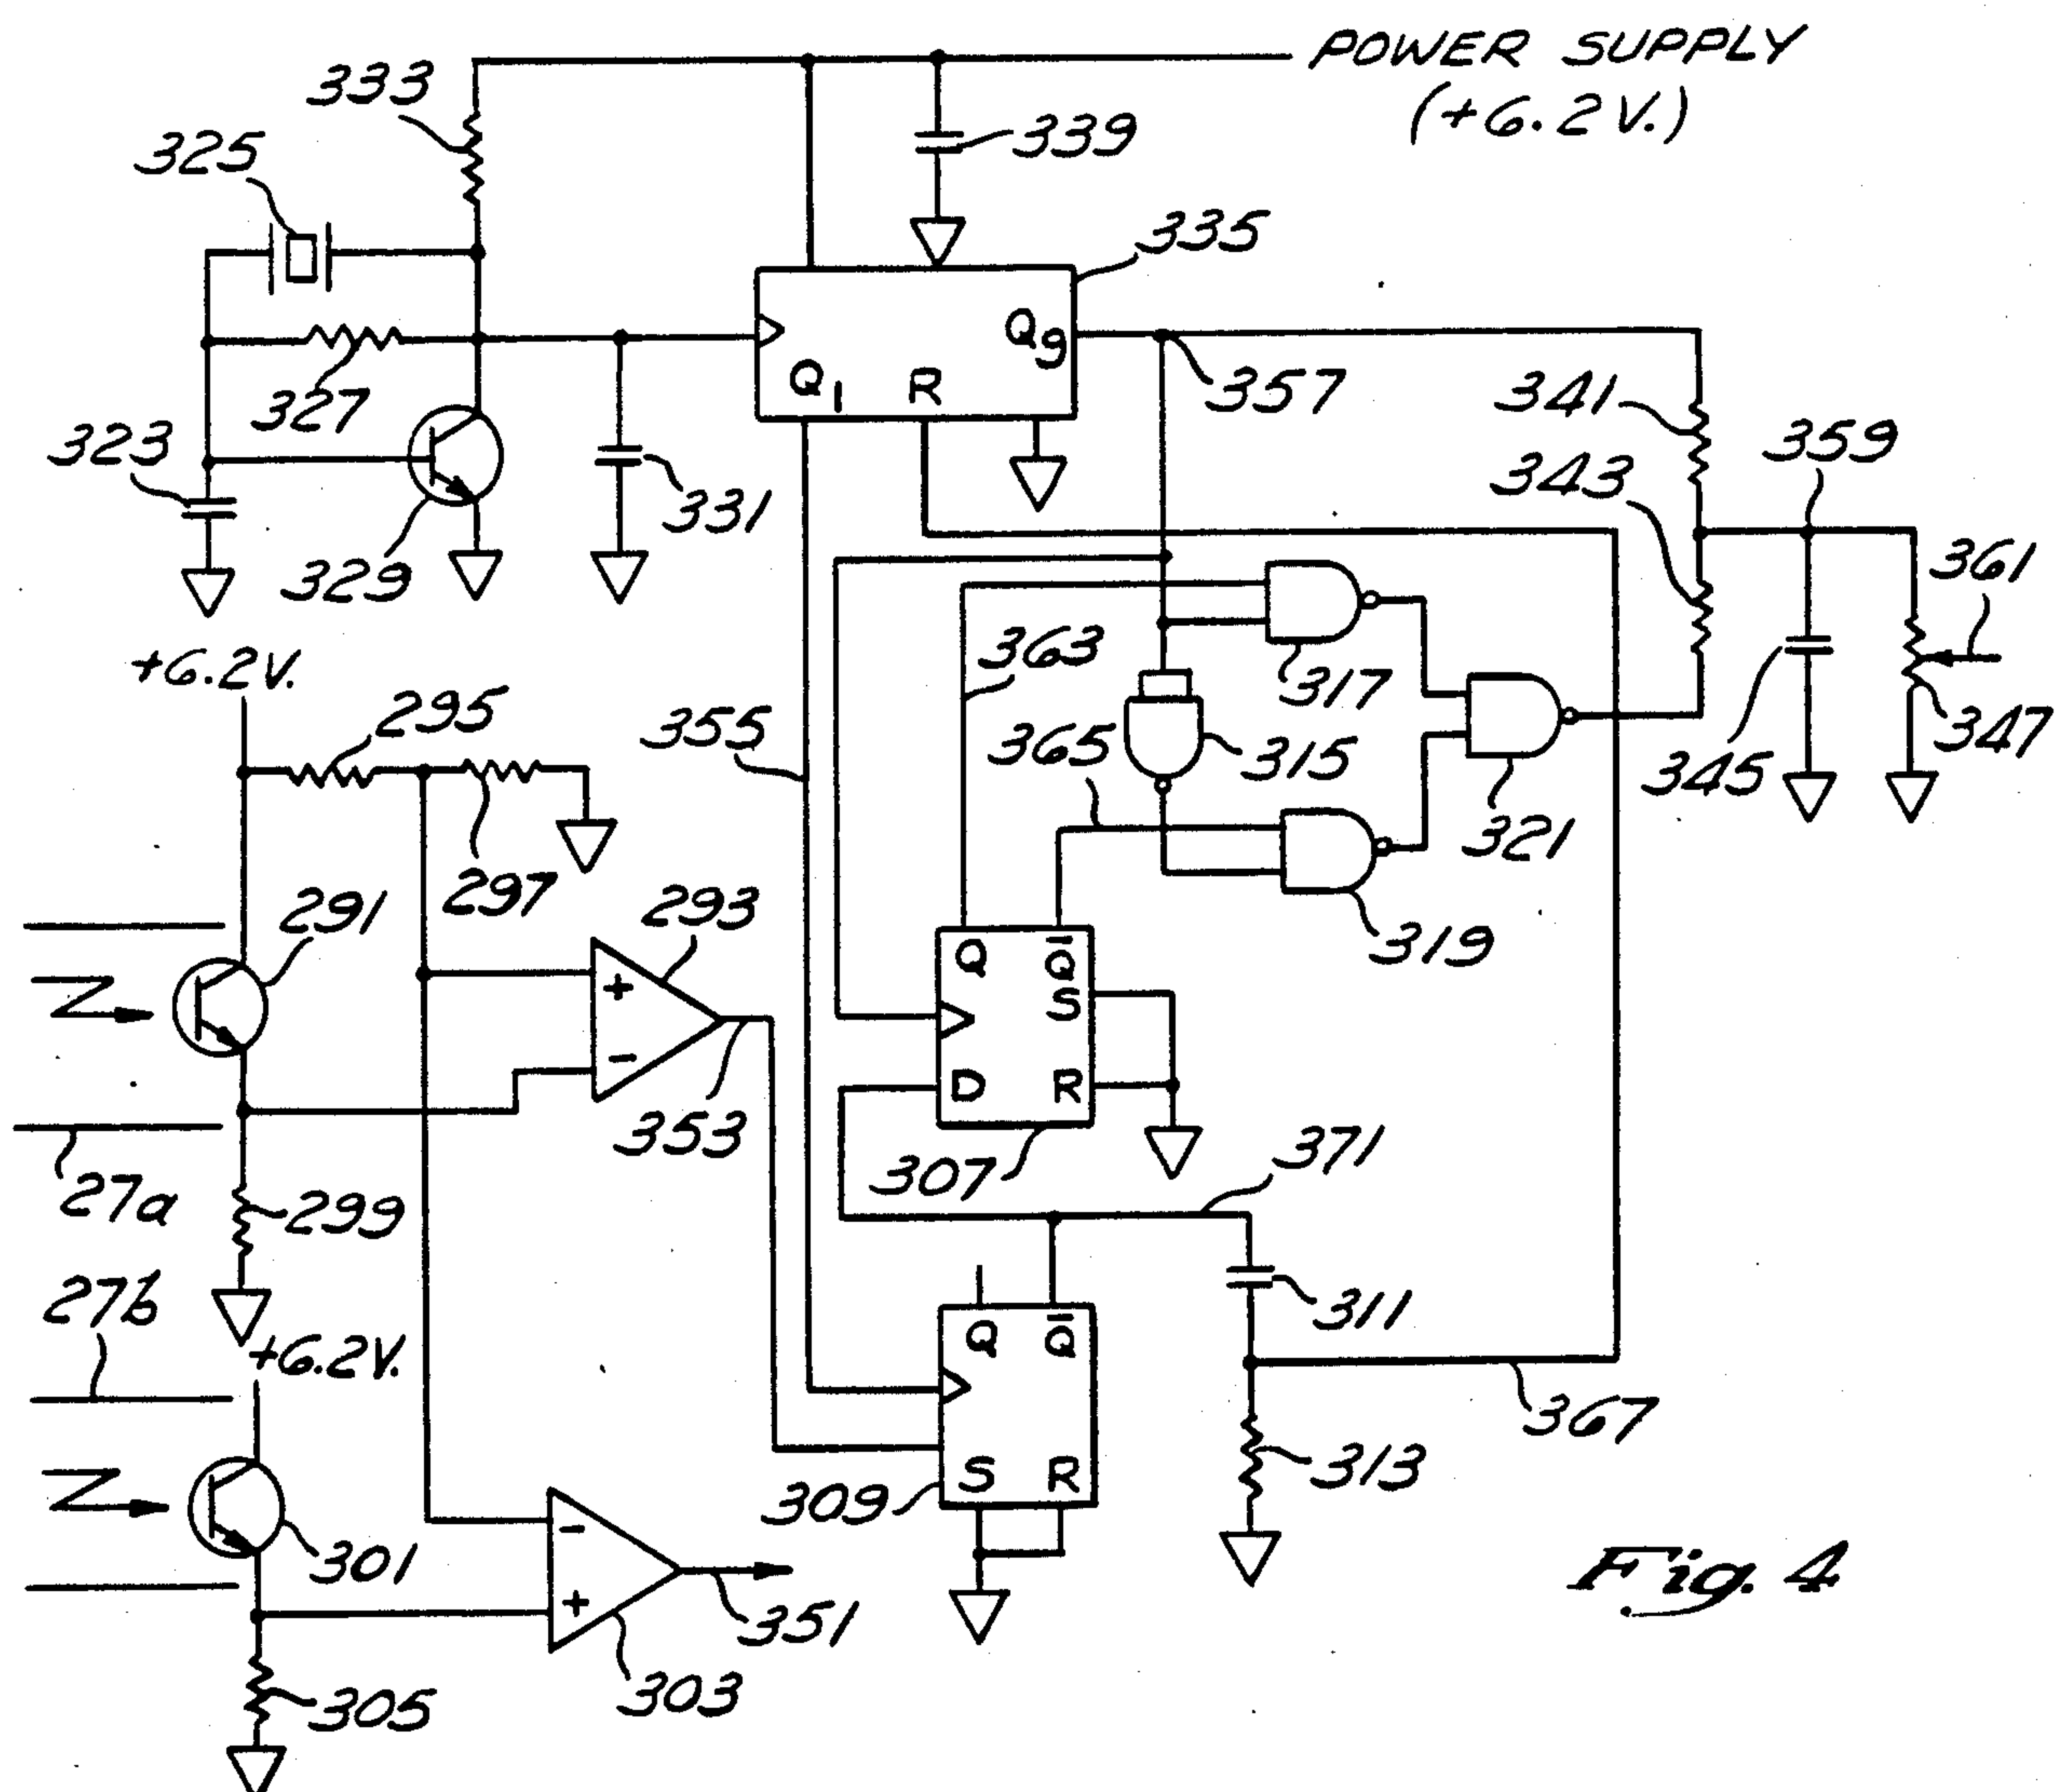 POWER SUPPLY
(+6.2V.)
333
339
325
335
Q9
Q1
R
357
341
359
327
323
343
331
329
361
+6.2V.
363
317
295
355
365
315
347
345
321
297
291
293
319
Q
Q̅
+
S
−
D
R
353
371
307
27a
299
27b
311
+6.2V.
Q
Q̅
367
313
S
R
309
−
301
+
351
303
305
Fig. 4